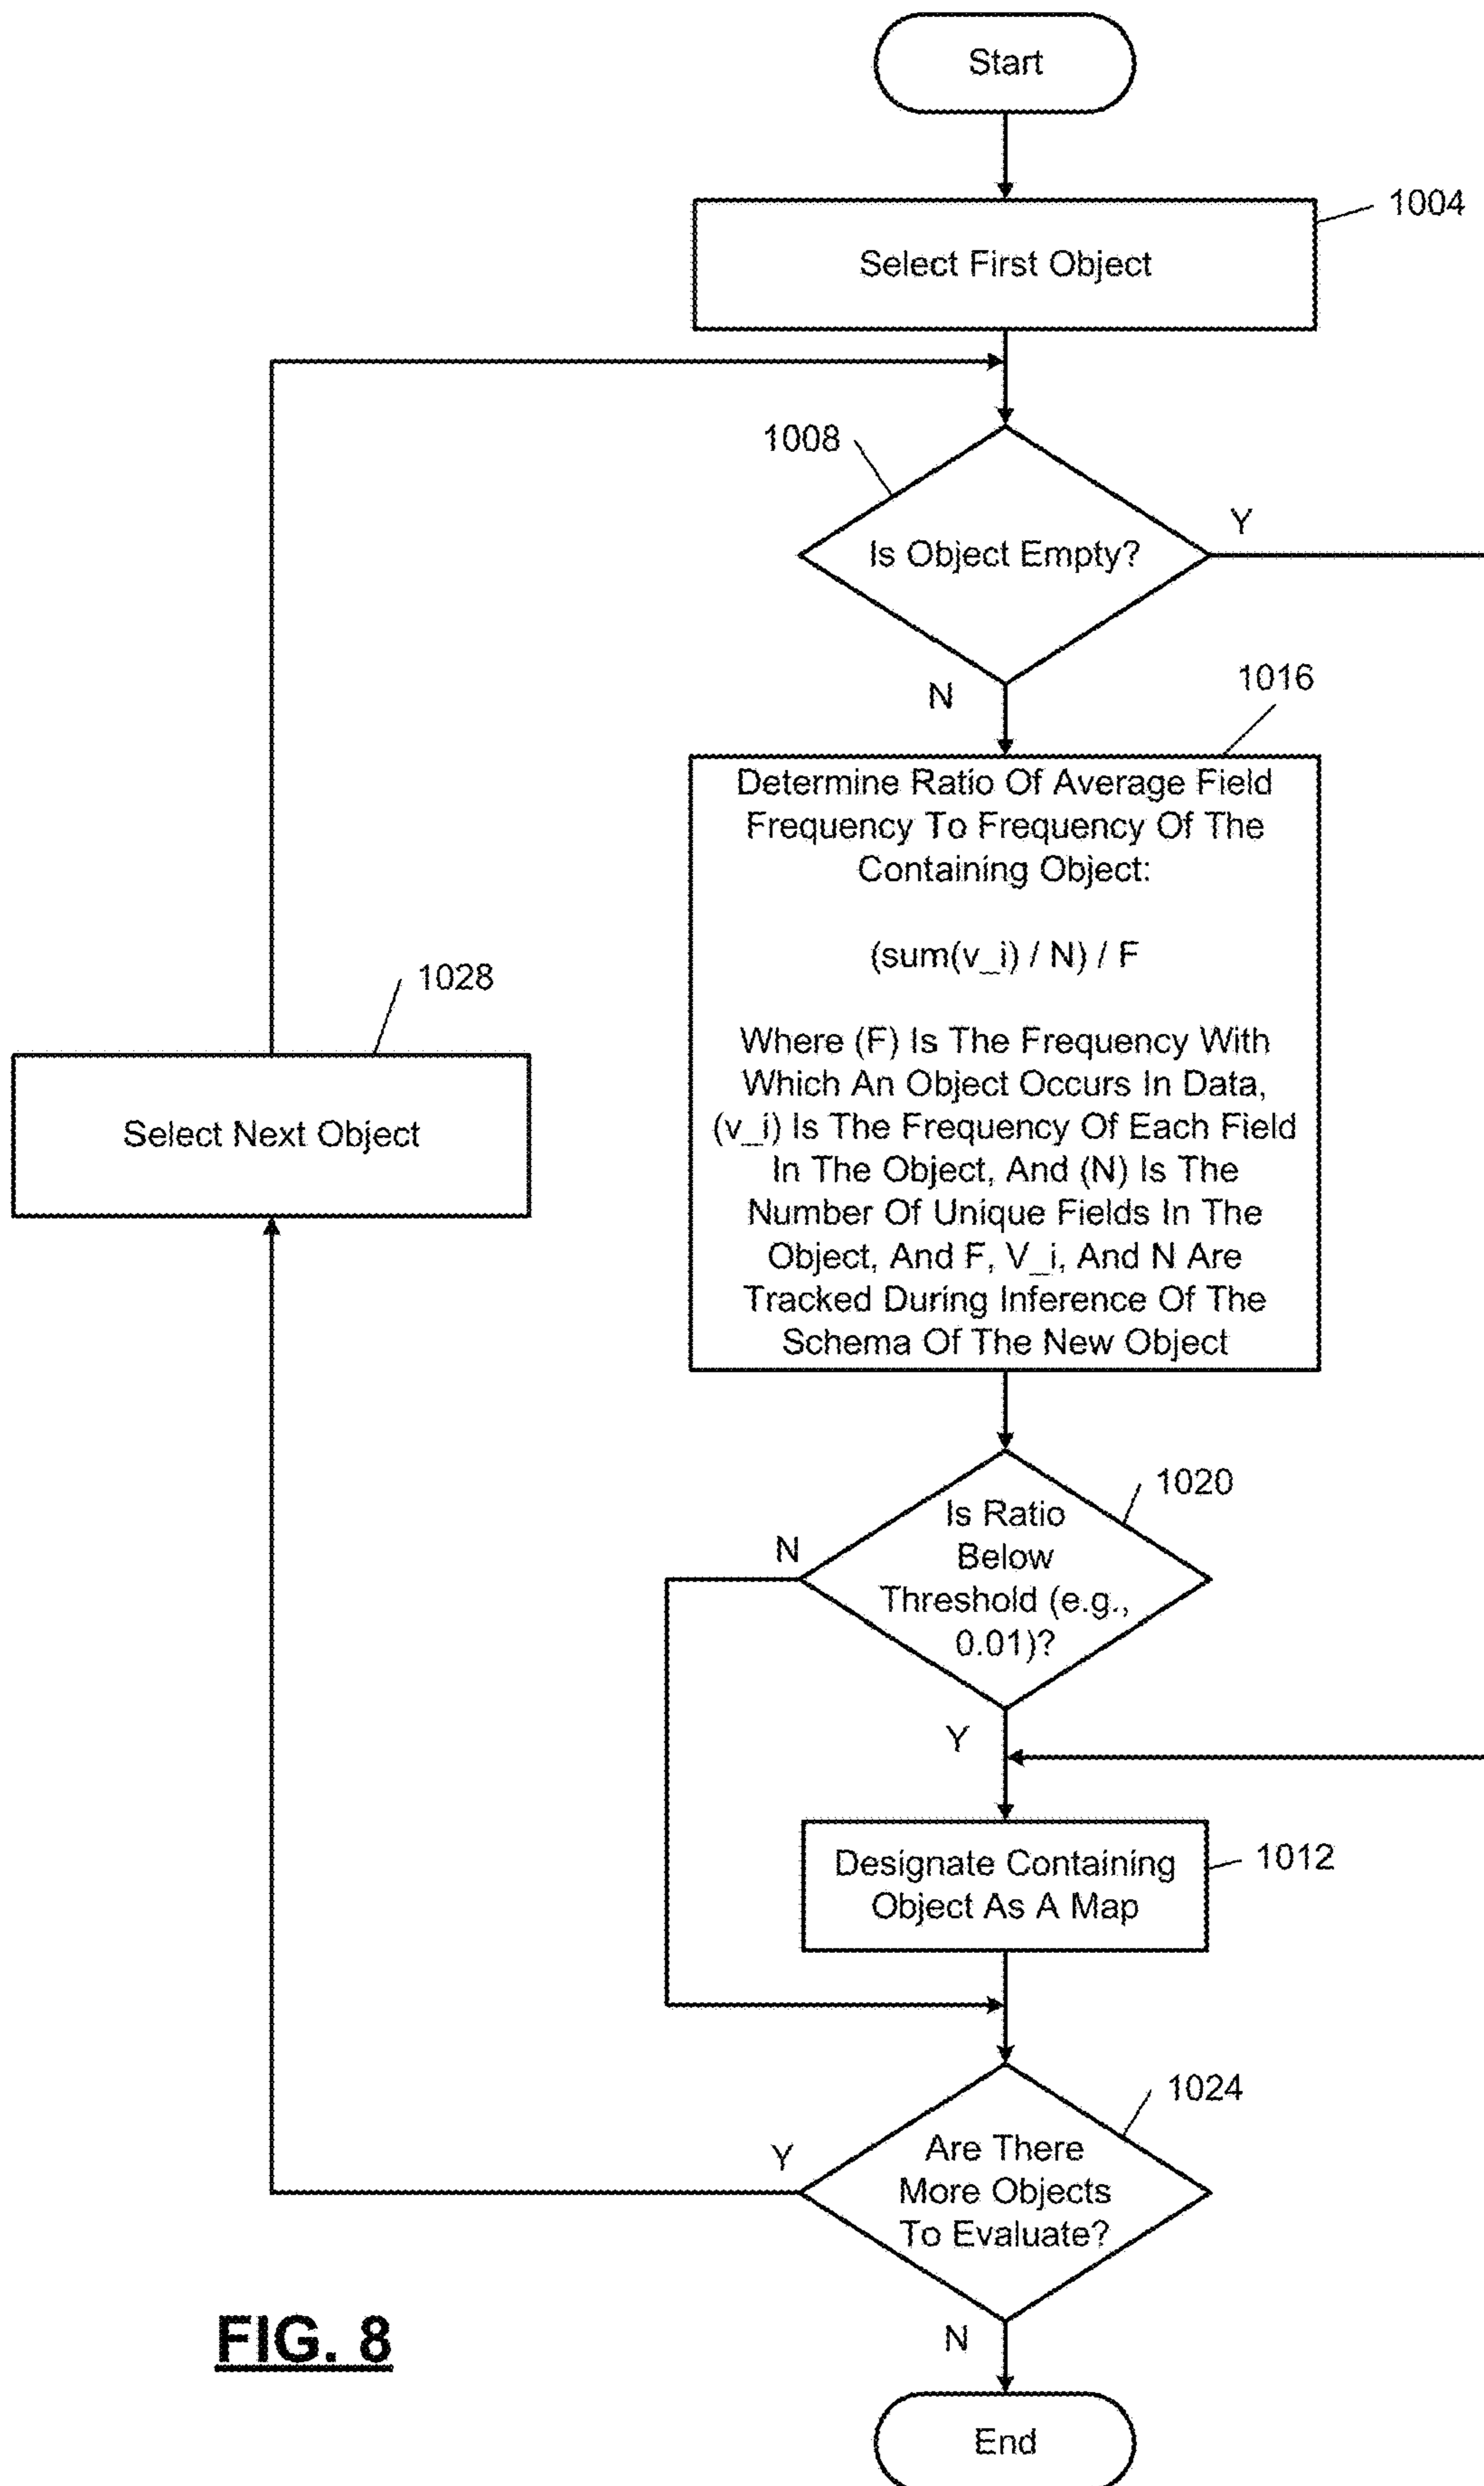 Start
1004
Select First Object
1008
Y
Is Object Empty?
N
1016
Determine Ratio Of Average Field
Frequency To Frequency Of The
Containing Object:
(sum(v_i) / N) / F
Where (F) Is The Frequency With
Which An Object Occurs In Data,
(v_i) Is The Frequency Of Each Field
In The Object, And (N) Is The
Number Of Unique Fields In The
Object, And F, V_i, And N Are
Tracked During Inference Of The
Schema Of The New Object
1028
Select Next Object
1020
N
Is Ratio
Below
Threshold (e.g.,
0.01)?
Y
Designate Containing
Object As A Map
1012
1024
Y
Are There
More Objects
To Evaluate?
N
FIG. 8
End